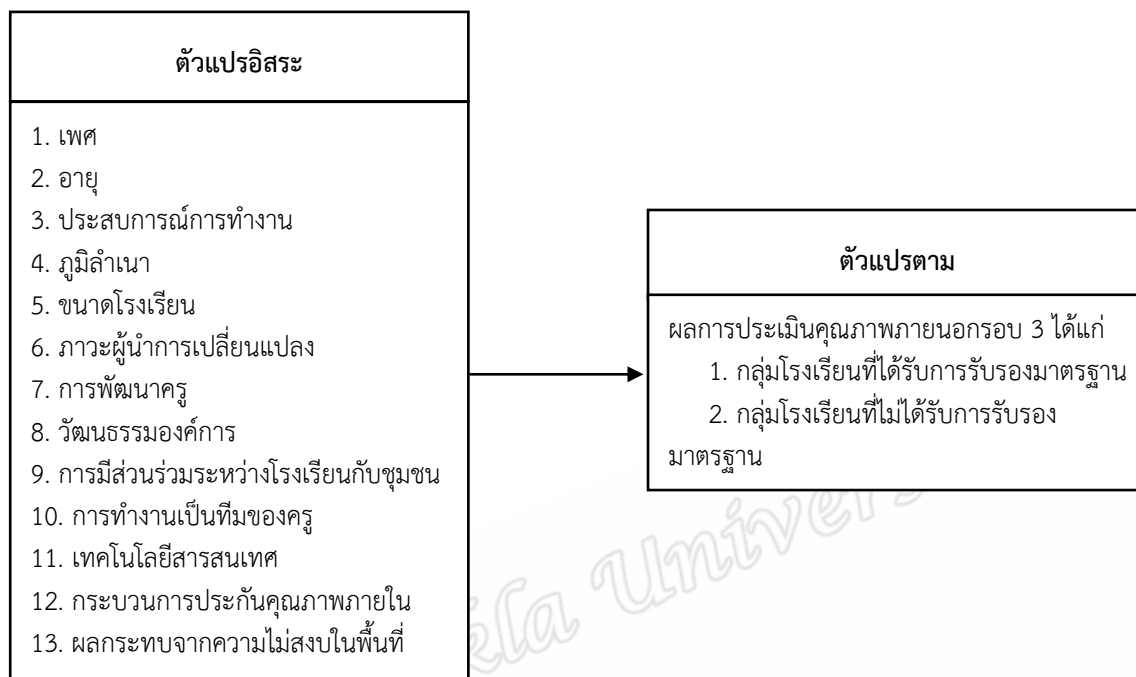 ตัวแปรอิสระ
1. เพศ
2. อายุ
3. ประสบการณ์การทำงาน
4. ภูมิลำเนา
5. ขนาดโรงเรียน
6. ภาวะผู้นำการเปลี่ยนแปลง
7. การพัฒนาครู
8. วัฒนธรรมองค์การ
9. การมีส่วนร่วมระหว่างโรงเรียนกับชุมชน
10. การทำงานเป็นทีมของครู
11. เทคโนโลยีสารสนเทศ
12. กระบวนการประกันคุณภาพภายใน
13. ผลกระทบจากความไม่สงบในพื้นที่
ตัวแปรตาม
ผลการประเมินคุณภาพภายนอกรอบ 3 ได้แก่
1. กลุ่มโรงเรียนที่ได้รับการรับรองมาตรฐาน
2. กลุ่มโรงเรียนที่ไม่ได้รับการรับรอง
มาตรฐาน